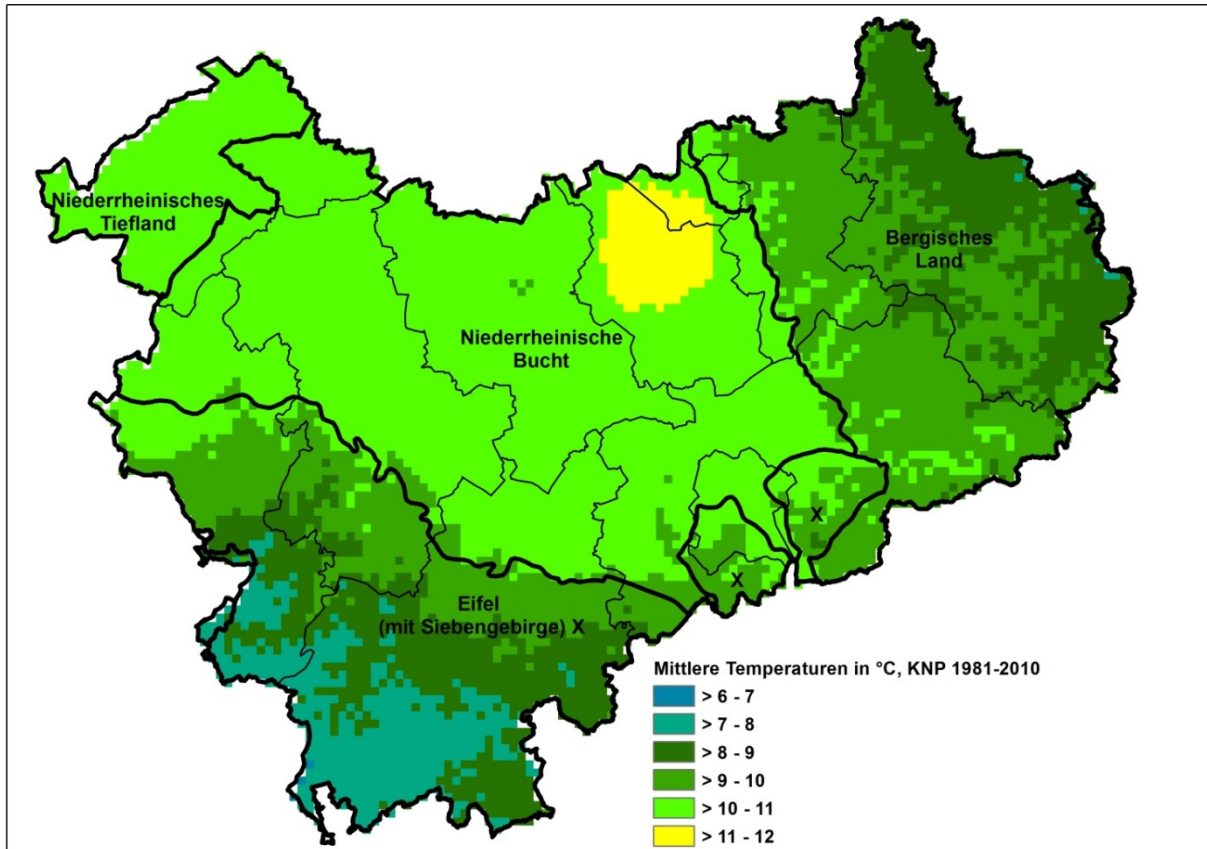 Niederrheinisches
Tiefland
Bergisches
Land
Niederrheinische
Bucht
X
X
Eifel
(mit Siebengebirge) X
Mittlere Temperaturen in °C, KNP 1981-2010
> 6 - 7
> 7 - 8
> 8 - 9
> 9 - 10
> 10 - 11
> 11 - 12